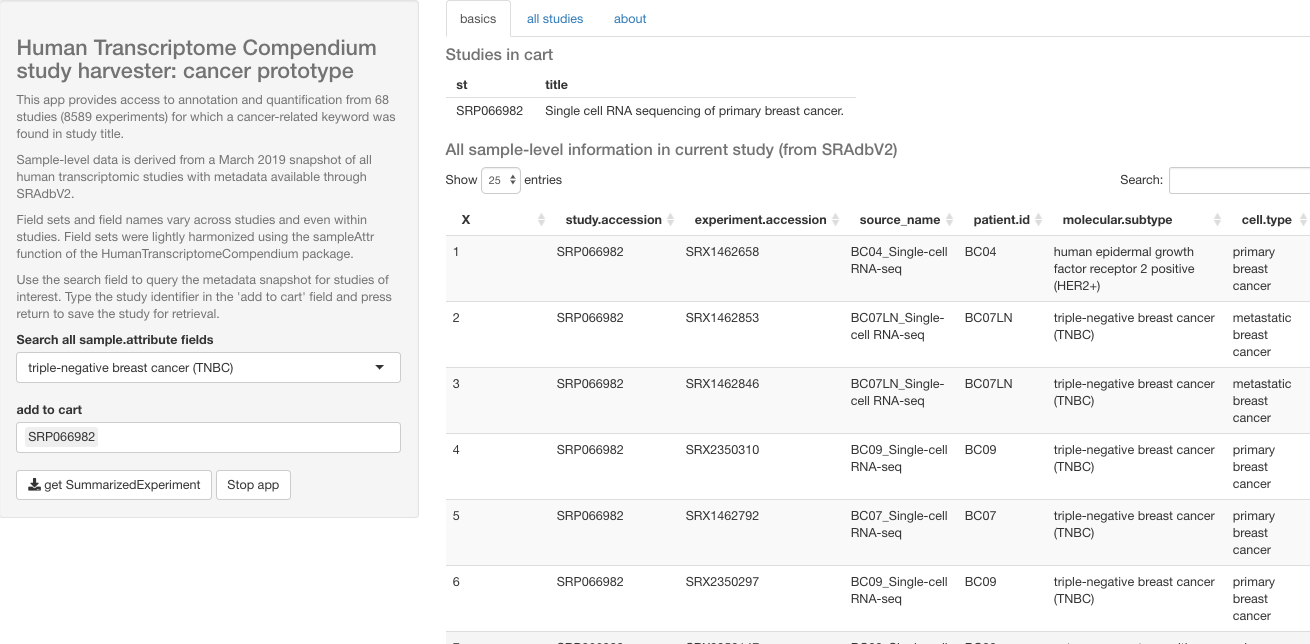 Human Transcriptome Compendium
study harvester: cancer prototype
This app provides access to annotation and quantification from 68
studies (8589 experiments) for which a cancer-related keyword was
found in study title.
Sample-level data is derived from a March 2019 snapshot of all
human transcriptomic studies with metadata available through
SRAdbV2.
Field sets and field names vary across studies and even within
studies. Field sets were lightly harmonized using the sampleAttr
function of the HumanTranscriptomeCompendium package.
Use the search field to query the metadata snapshot for studies of
interest. Type the study identifier in the 'add to cart' field and press
return to save the study for retrieval.
Search all sample.attribute fields
triple-negative breast cancer (TNBC)
add to cart
SRP066982
get SummarizedExperiment Stop app
basics all studies about
Studies in cart
st title
SRP066982 Single cell RNA sequencing of primary breast cancer.
All sample-level information in current study (from SRAdbV2)
Show 25 entries Search:
X study.accession experiment.accession source_name patient.id molecular.subtype cell.type
1 SRP066982 SRX1462658 BC04_Single-cell BC04 human epidermal growth primary
RNA-seq factor receptor 2 positive breast
(HER2+) cancer
2 SRP066982 SRX1462853 BC07LN_Single- BC07LN triple-negative breast cancer metastatic
cell RNA-seq (TNBC) breast
cancer
3 SRP066982 SRX1462846 BC07LN_Single- BC07LN triple-negative breast cancer metastatic
cell RNA-seq (TNBC) breast
cancer
4 SRP066982 SRX2350310 BC09_Single-cell BC09 triple-negative breast cancer primary
RNA-seq (TNBC) breast
cancer
5 SRP066982 SRX1462792 BC07_Single-cell BC07 triple-negative breast cancer primary
RNA-seq (TNBC) breast
cancer
6 SRP066982 SRX2350297 BC09_Single-cell BC09 triple-negative breast cancer primary
RNA-seq (TNBC) breast
cancer